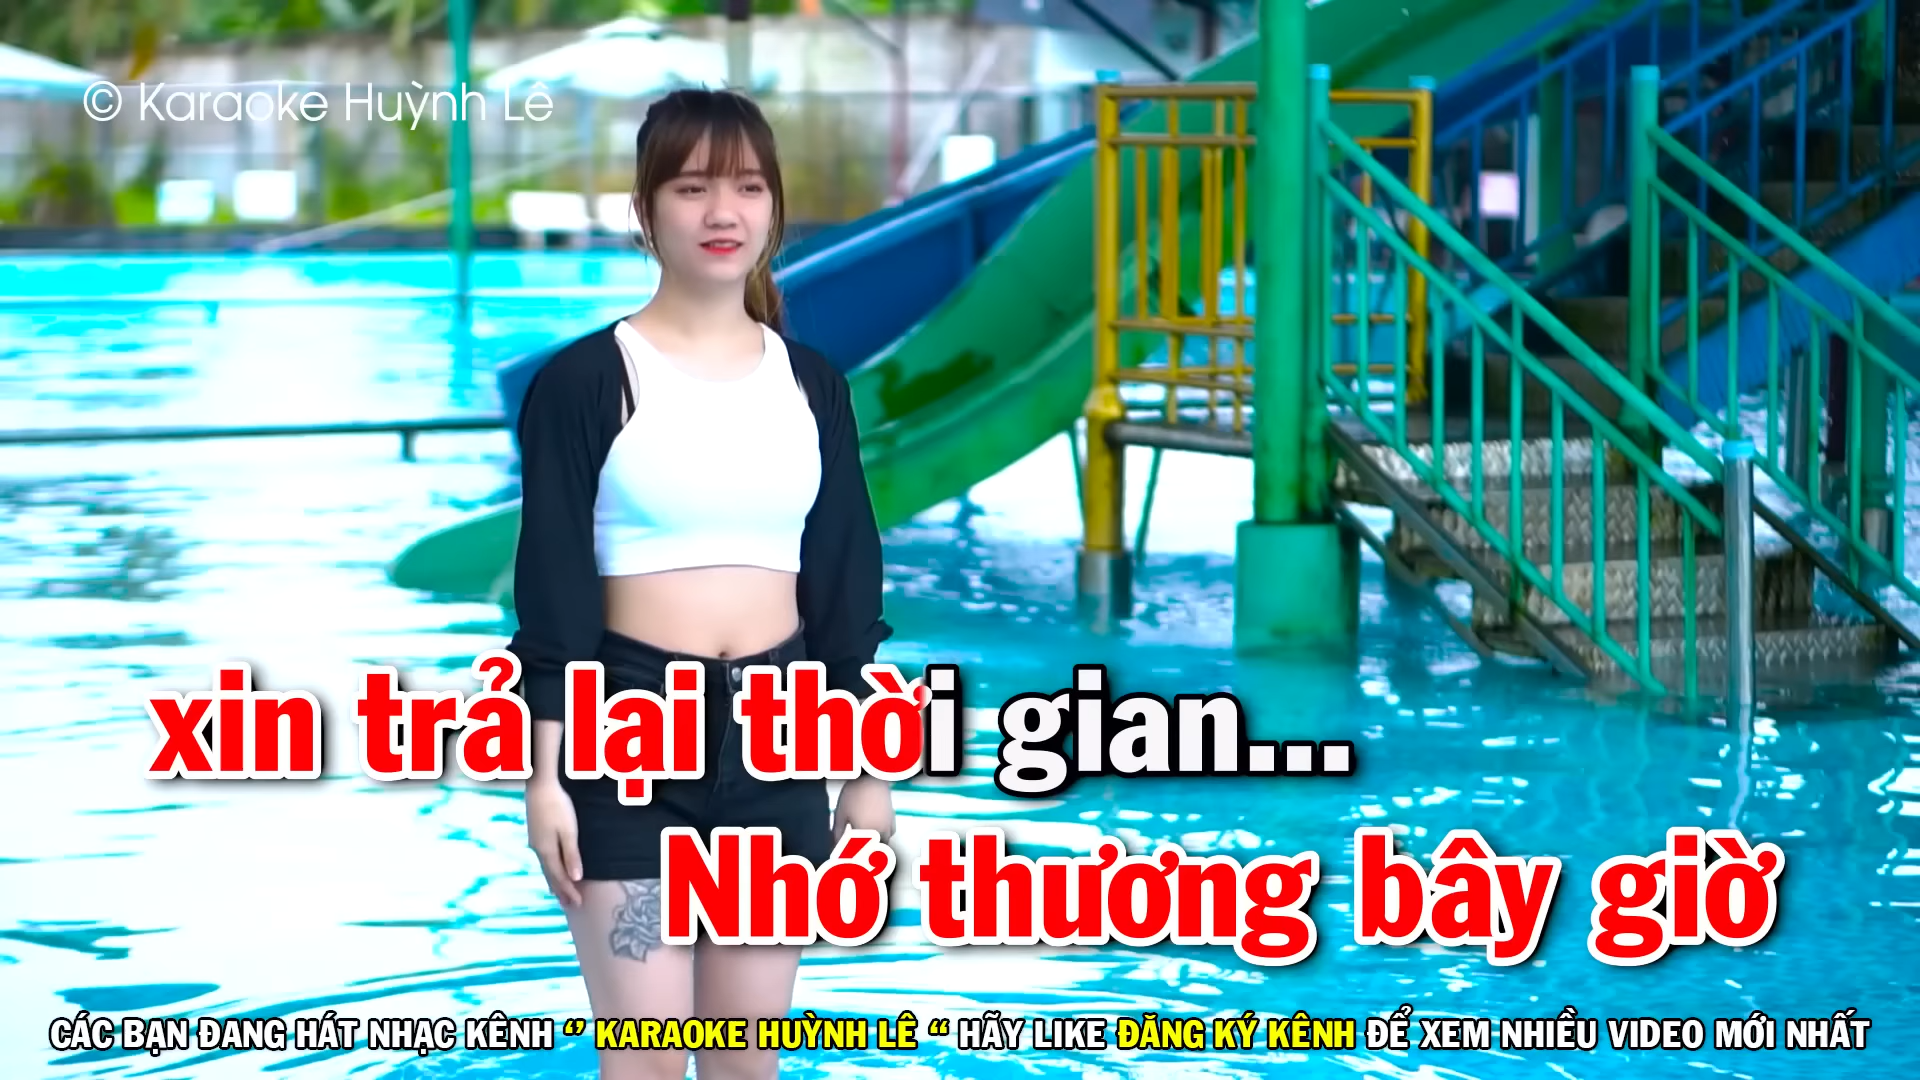 © Karaoke Huỳnh Lê
xin trả lại thời gian...
Nhớ thương bây giờ
CÁC BẠN ĐANG HÁT NHẠC KÊNH “ KARAOKE HUỲNH LÊ “ HÃY LIKE ĐĂNG KÝ KÊNH ĐỂ XEM NHIỀU VIDEO MỚI NHẤT